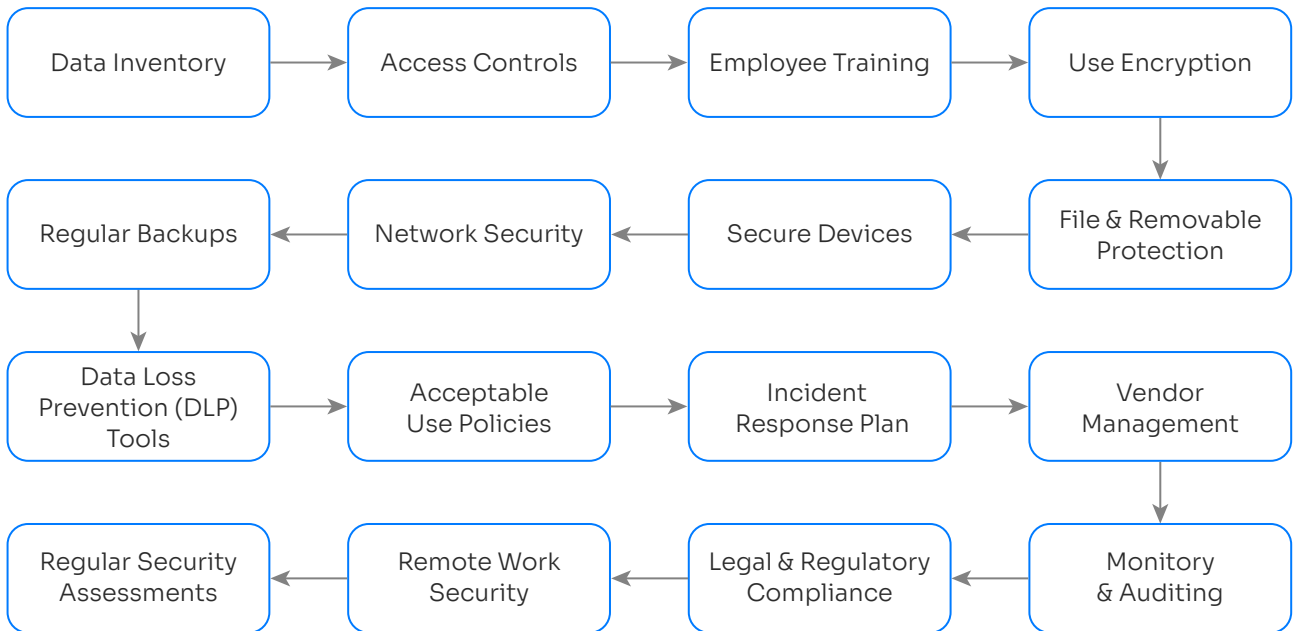 Data Inventory
Access Controls
Employee Training
Use Encryption
File & Removable
Protection
Secure Devices
Network Security
Regular Backups
Data Loss
Prevention (DLP)
Tools
Acceptable
Use Policies
Incident
Response Plan
Vendor
Management
Monitory
& Auditing
Legal & Regulatory
Compliance
Remote Work
Security
Regular Security
Assessments